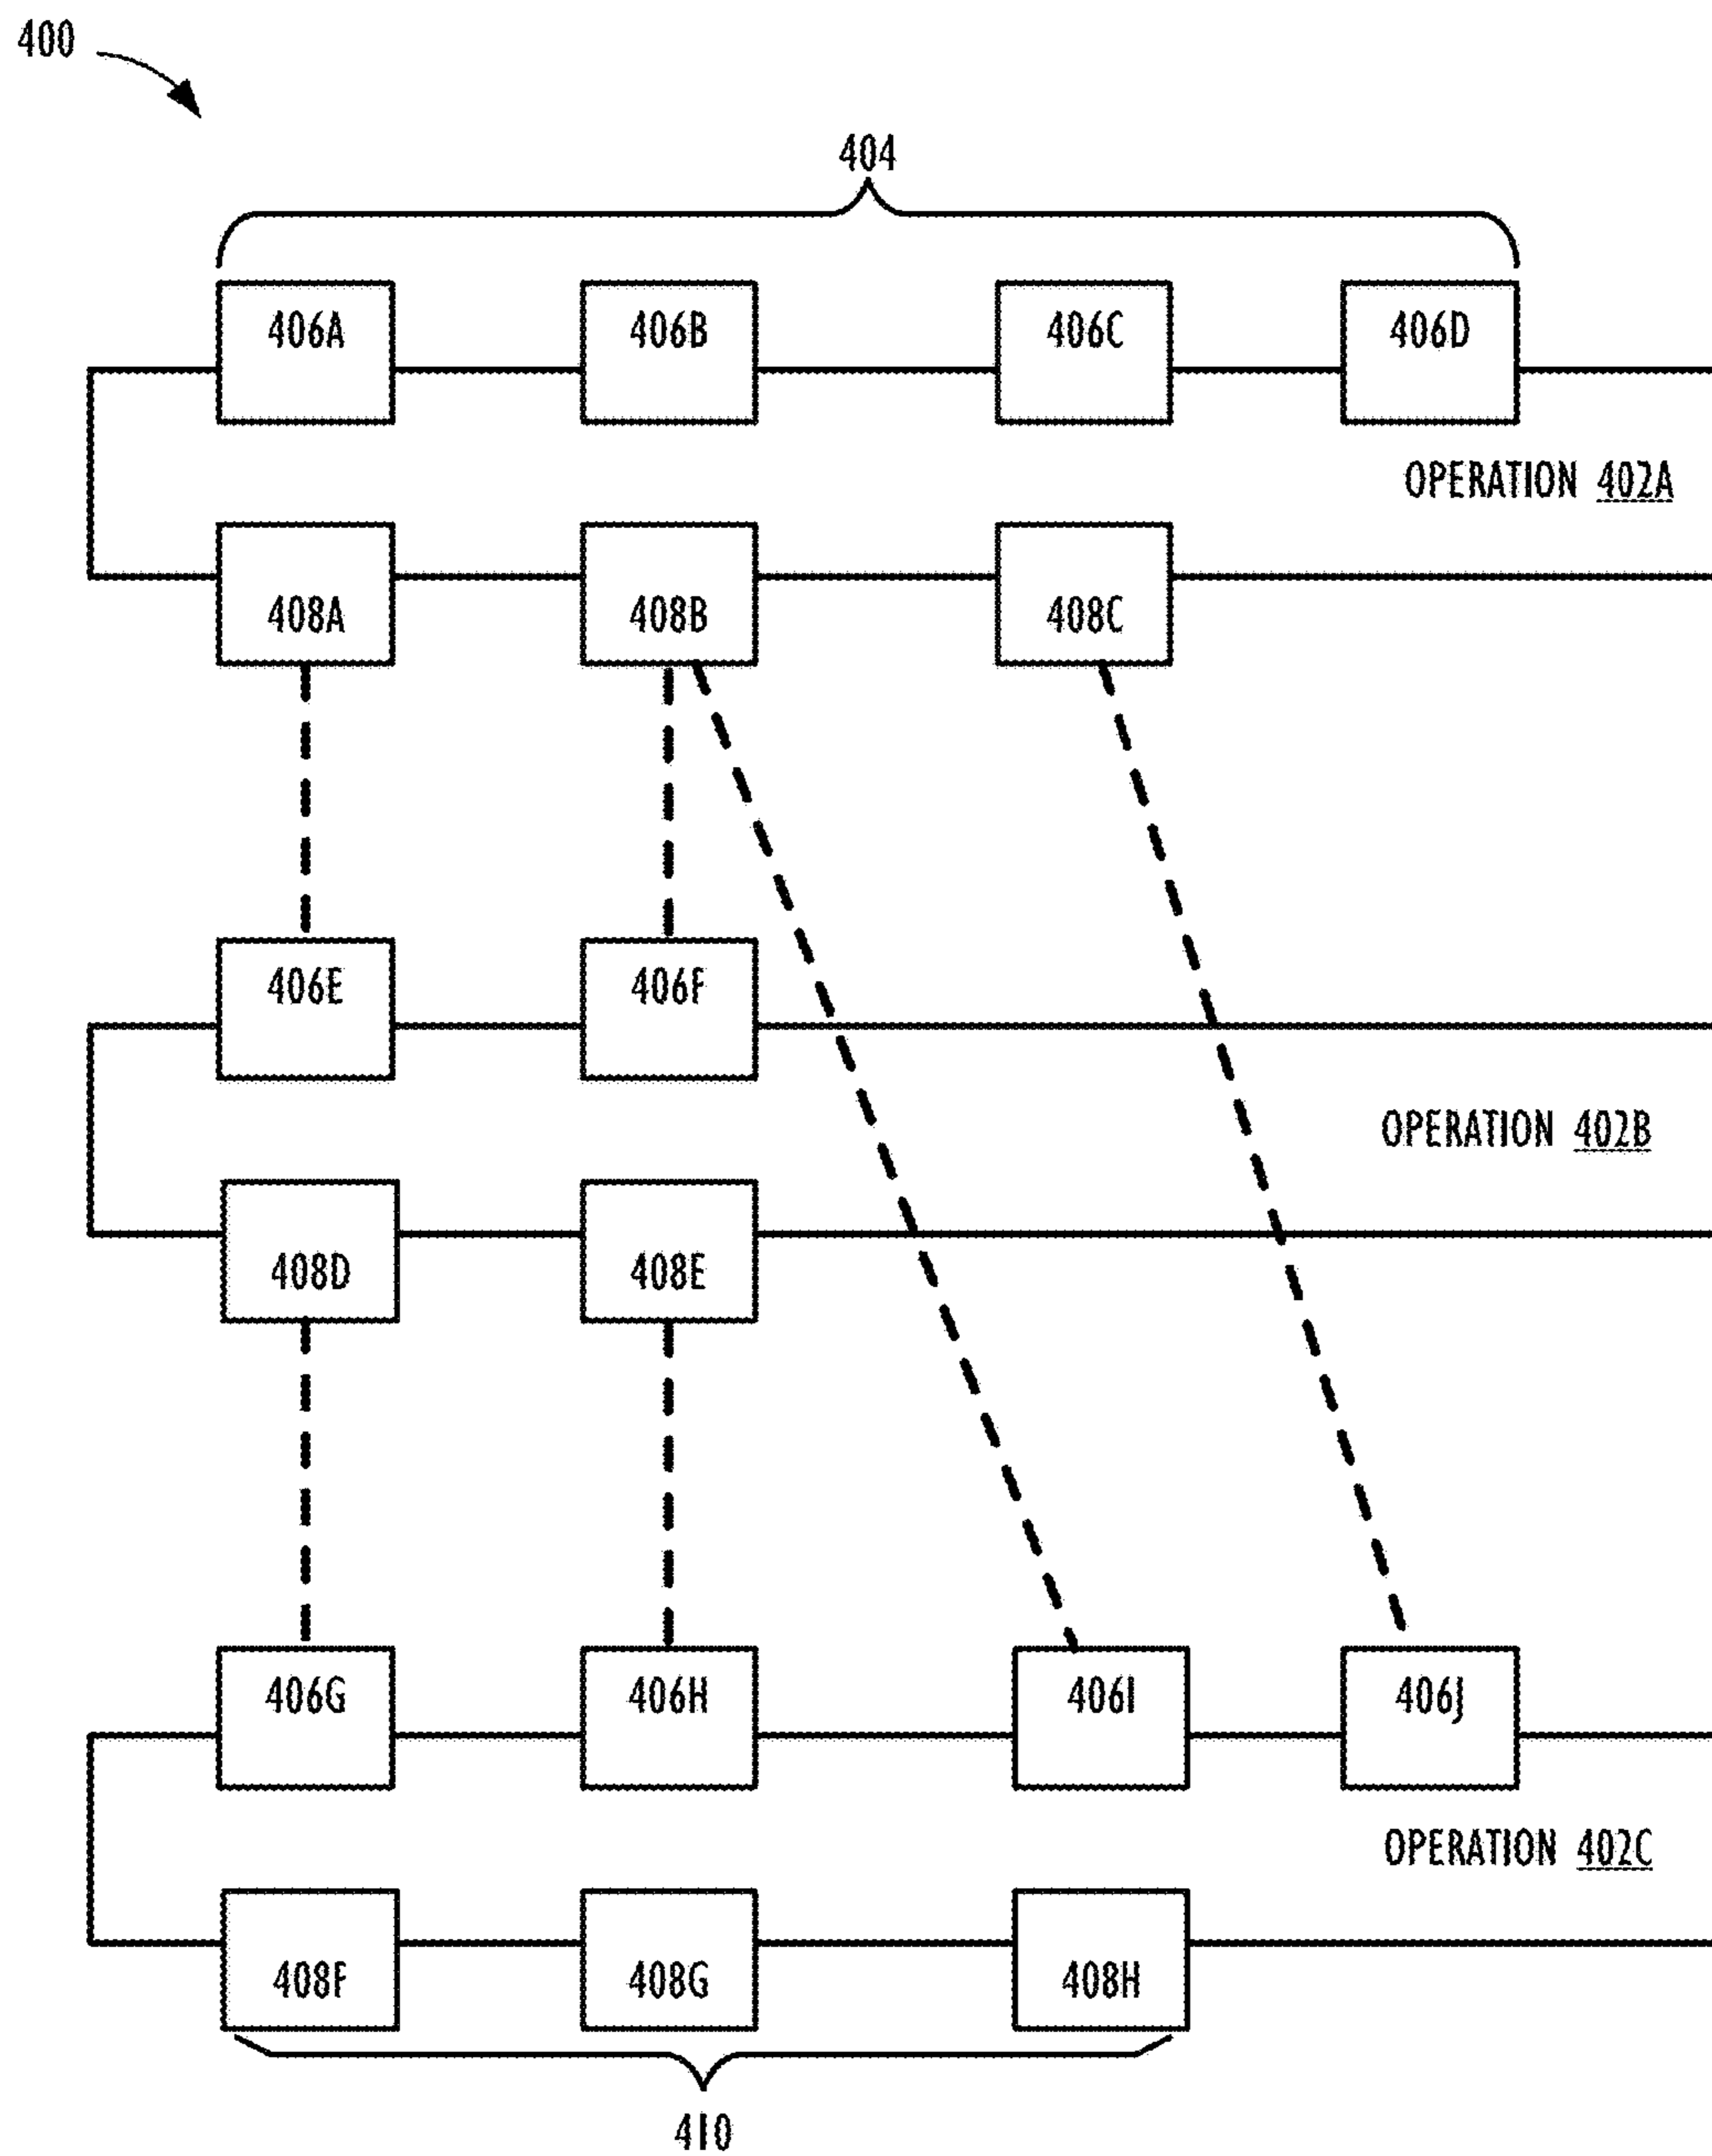 400
404
406A 406B 406C 406D
OPERATION 402A
408A 408B 408C
406E 406F
OPERATION 402B
408D 408E
406G 406H 406I 406J
OPERATION 402C
408F 408G 408H
410